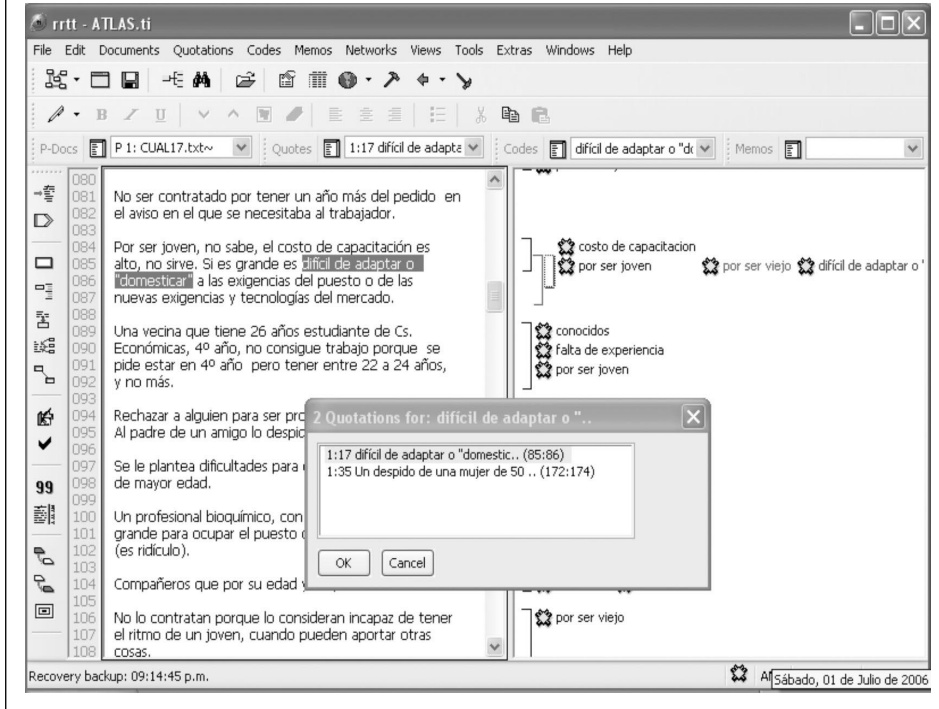 rrtt - ATLAS.ti
File Edit Documents Quotations Codes Memos Networks Views Tools Extras Windows Help
B I U
P-Docs P 1: CUAL17.txt~ Quotes 1:17 difícil de adapta Codes difícil de adaptar o "do Memos
080
081 No ser contratado por tener un año más del pedido en
082 el aviso en el que se necesitaba al trabajador.
083
084 Por ser joven, no sabe, el costo de capacitación es
085 alto, no sirve. Si es grande es difícil de adaptar o
086 "domesticar" a las exigencias del puesto o de las
087 nuevas exigencias y tecnologías del mercado.
088
089 Una vecina que tiene 26 años estudiante de Cs.
090 Económicas, 4º año, no consigue trabajo porque se
091 pide estar en 4º año pero tener entre 22 a 24 años,
092 y no más.
093
094 Rechazar a alguien para ser pro
095 Al padre de un amigo lo despid
096
097 Se le plantea dificultades para
098 de mayor edad.
099
100 Un profesional bioquímico, con
101 grande para ocupar el puesto
102 (es ridículo).
103
104 Compañeros que por su edad
105
106 No lo contratan porque lo consideran incapaz de tener
107 el ritmo de un joven, cuando pueden aportar otras
108 cosas.
costo de capacitacion
por ser joven por ser viejo difícil de adaptar o '
conocidos
falta de experiencia
por ser joven
por ser viejo
2 Quotations for: difícil de adaptar o "..
1:17 difícil de adaptar o "domestic.. (85:86)
1:35 Un despido de una mujer de 50 .. (172:174)
OK Cancel
99
Recovery backup: 09:14:45 p.m.
Sábado, 01 de Julio de 2006